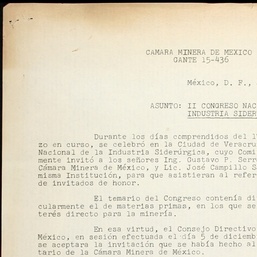 CAMARA MINERA DE MEXICO
GANTE 15-436
México, D. F.,
ASUNTO: II CONGRESO NAC
INDUSTRIA SIDER
Durante los días comprendidos del 1
zo en curso, se celebró en la Ciudad de Veracru
Nacional de la Industria Siderúrgica, cuyo Comi
mente invitó a los señores Ing. Gustavo P. Serr
Cámara Minera de México, y Lic. José Campillo S
misma Institución, para que asistieran al refer
de invitados de honor.
El temario del Congreso contenía di
cularmente el de materias primas, en los que se
terés directo para la minería.
En esa virtud, el Consejo Directivo
México, en sesión efectuada el día 5 de diciemb
se aceptara la invitación que se había hecho al
tario de la Cámara Minera de México.